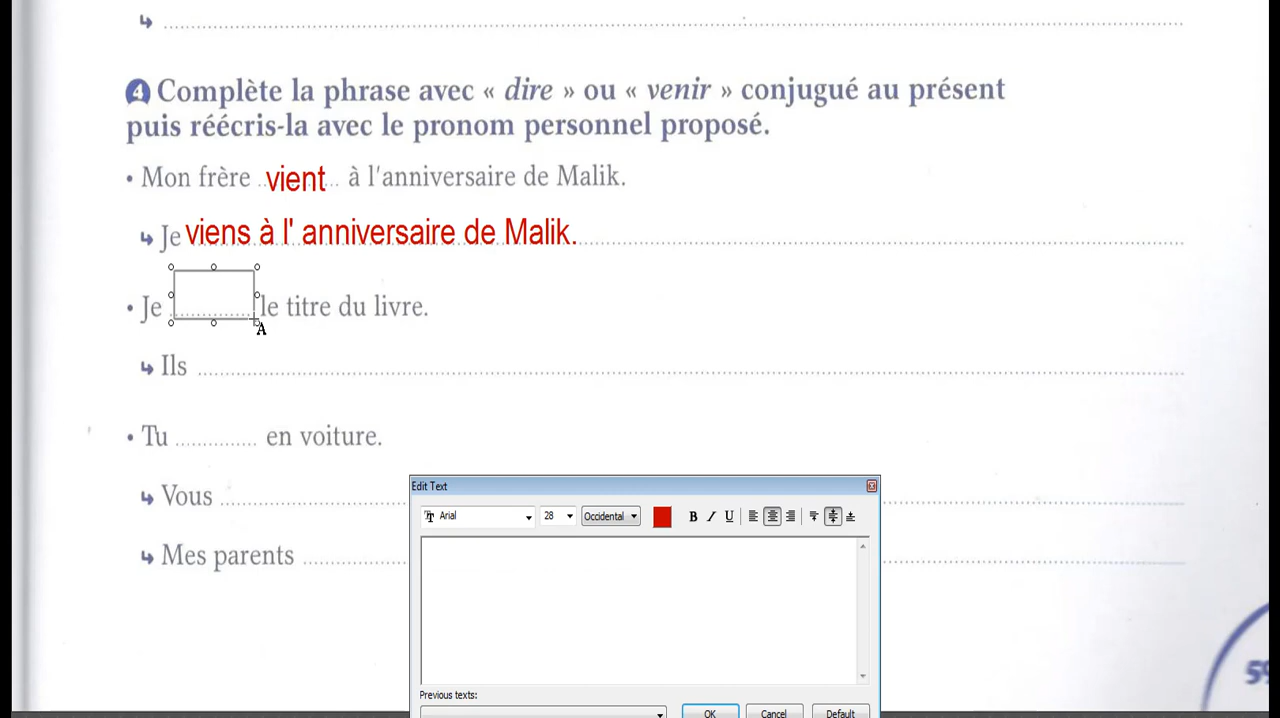 ↳ ........
4 Complète la phrase avec « dire » ou « venir » conjugué au présent
puis réécris-la avec le pronom personnel proposé.
• Mon frère vient à l'anniversaire de Malik.
↳ Je viens à l' anniversaire de Malik.
• Je ............ le titre du livre.
↳ Ils ........
• Tu ............ en voiture.
↳ Vous ........
↳ Mes parents ........
A
Edit Text
Arial 28 Occidental B I U
Previous texts:
OK Cancel Default
59